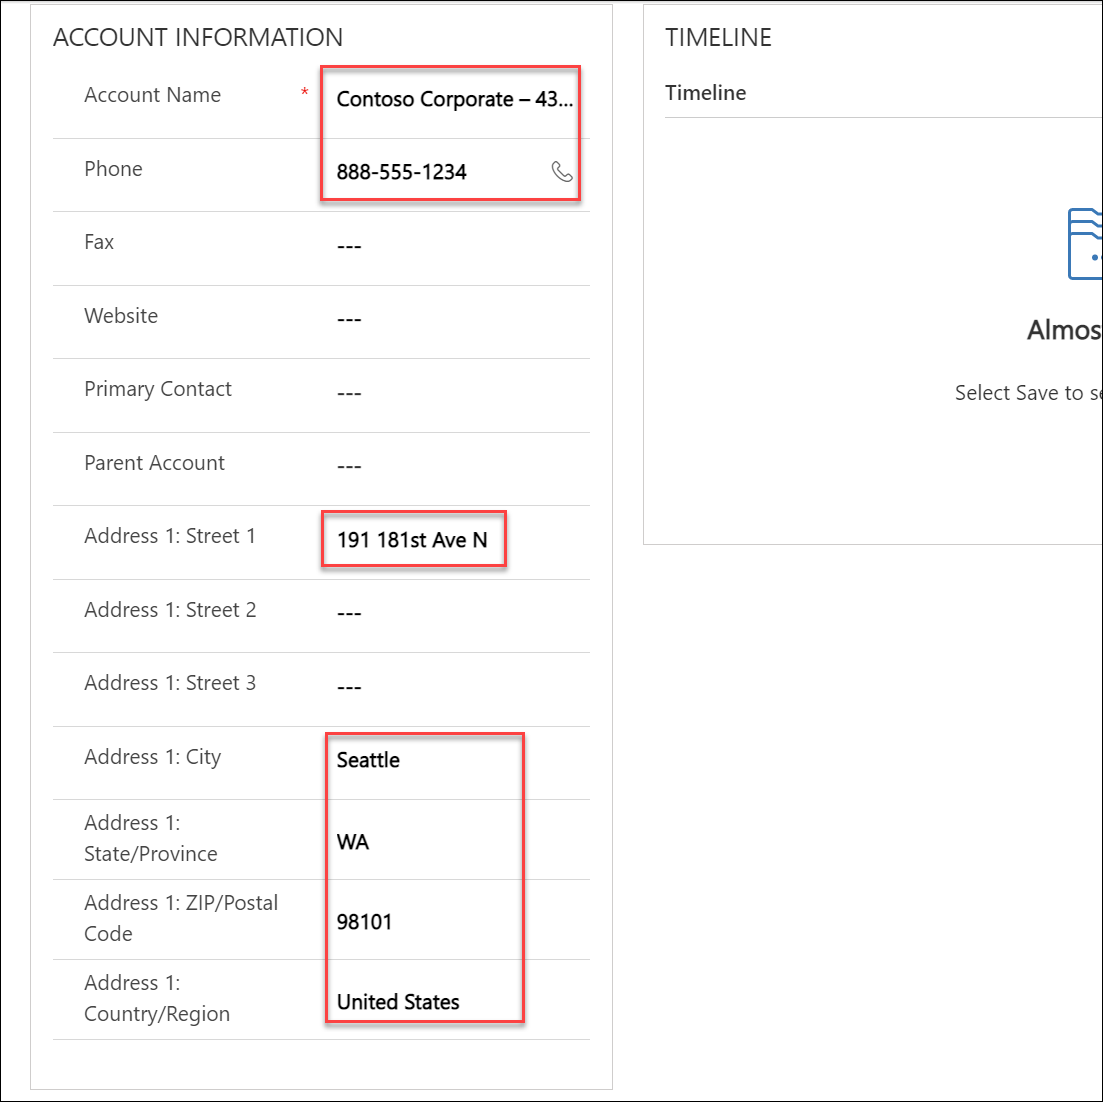 ACCOUNT INFORMATION
Account Name * Contoso Corporate – 43...
Phone 888-555-1234
Fax ---
Website ---
Primary Contact ---
Parent Account ---
Address 1: Street 1 191 181st Ave N
Address 1: Street 2 ---
Address 1: Street 3 ---
Address 1: City Seattle
Address 1:
State/Province WA
Address 1: ZIP/Postal
Code 98101
Address 1:
Country/Region United States
TIMELINE
Timeline
Almos
Select Save to se